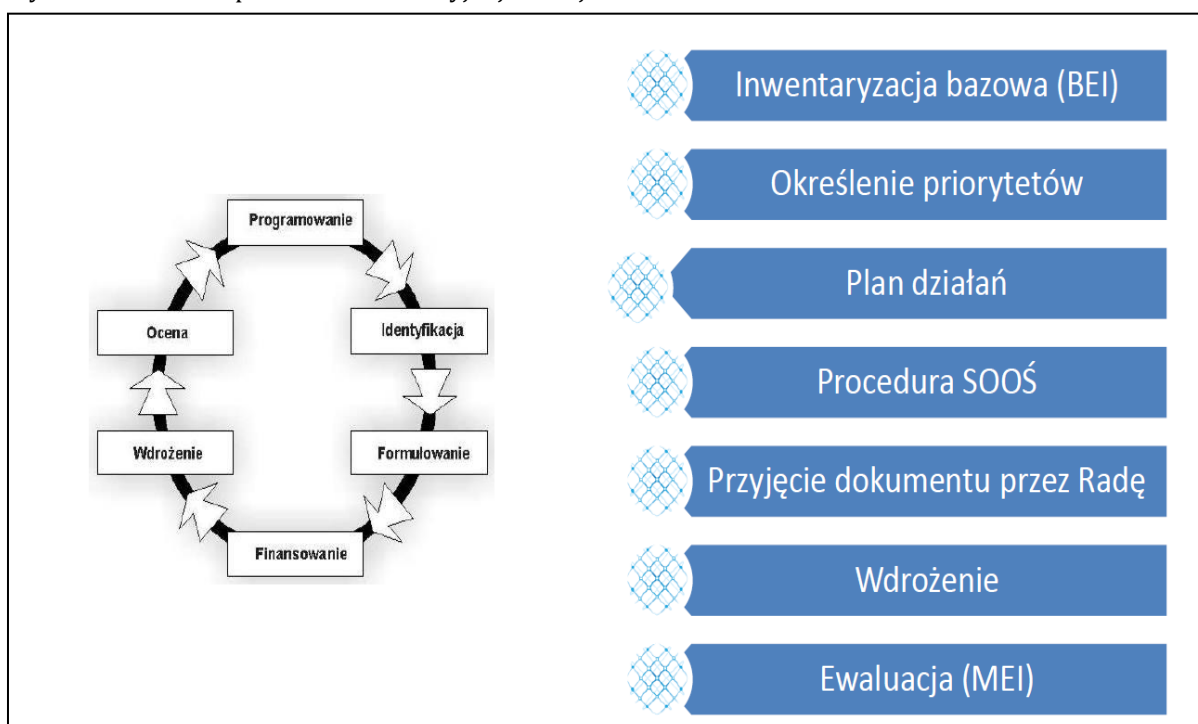 Programowanie
Identyfikacja
Formułowanie
Finansowanie
Wdrożenie
Ocena
Inwentaryzacja bazowa (BEI)
Określenie priorytetów
Plan działań
Procedura SOOŚ
Przyjęcie dokumentu przez Radę
Wdrożenie
Ewaluacja (MEI)